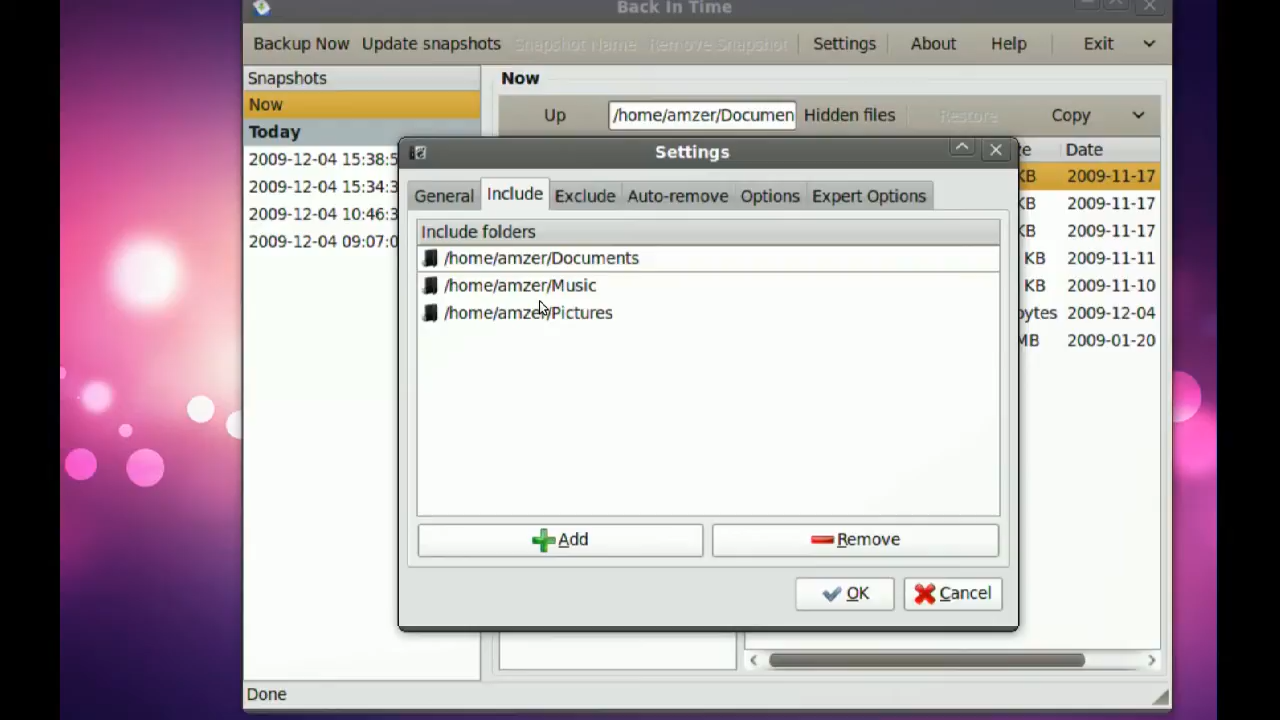 Back In Time
Backup Now Update snapshots Snapshot Name Remove Snapshot Settings About Help Exit
Snapshots
Now
Now
Up /home/amzer/Documen Hidden files Restore Copy
Today
2009-12-04 15:38:5
2009-12-04 15:34:3
2009-12-04 10:46:3
2009-12-04 09:07:0
Date
KB 2009-11-17
KB 2009-11-17
KB 2009-11-17
KB 2009-11-11
KB 2009-11-10
bytes 2009-12-04
MB 2009-01-20
Settings
General Include Exclude Auto-remove Options Expert Options
Include folders
/home/amzer/Documents
/home/amzer/Music
/home/amzer/Pictures
Add Remove
OK Cancel
Done